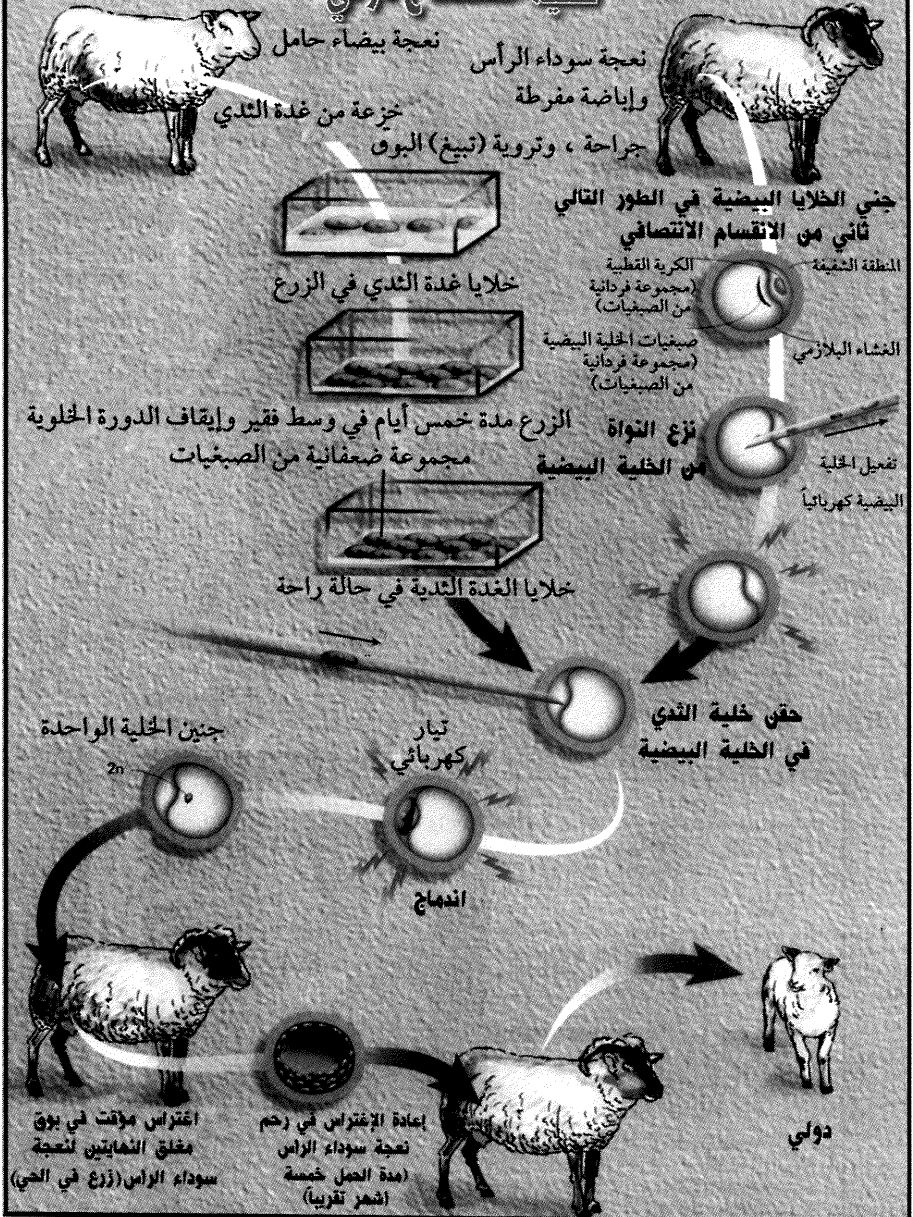 نعجة بيضاء حامل
نعجة سوداء الرأس
وإباضة مفرطة
خزعة من غدة الثدي
جراحة ، وتروية (تبيغ) البوق
جني الخلايا البيضية في الطور التالي
ثاني من الانقسام الانتصافي
المنطقة الشفيفة
الكرية القطبية
(مجموعة فردانية
من الصبغيات)
خلايا غدة الثدي في الزرع
صبغيات الخلية البيضية
(مجموعة فردانية
من الصبغيات)
الغشاء البلازمي
الزرع مدة خمس أيام في وسط فقير وإيقاف الدورة الخلوية
مجموعة ضعفانية من الصبغيات
نزع النواة
من الخلية البيضية
تفعيل الخلية
البيضية كهربائياً
خلايا الغدة الثدية في حالة راحة
حقن خلية الثدي
في الخلية البيضية
تيار
كهربائي
جنين الخلية الواحدة
2n
اندماج
اغتراس مؤقت في بوق
مغلق النهايتين لنعجة
سوداء الرأس(زرع في الحي)
إعادة الإغتراس في رحم
نعجة سوداء الرأس
(مدة الحمل خمسة
اشهر تقريباً)
دولي